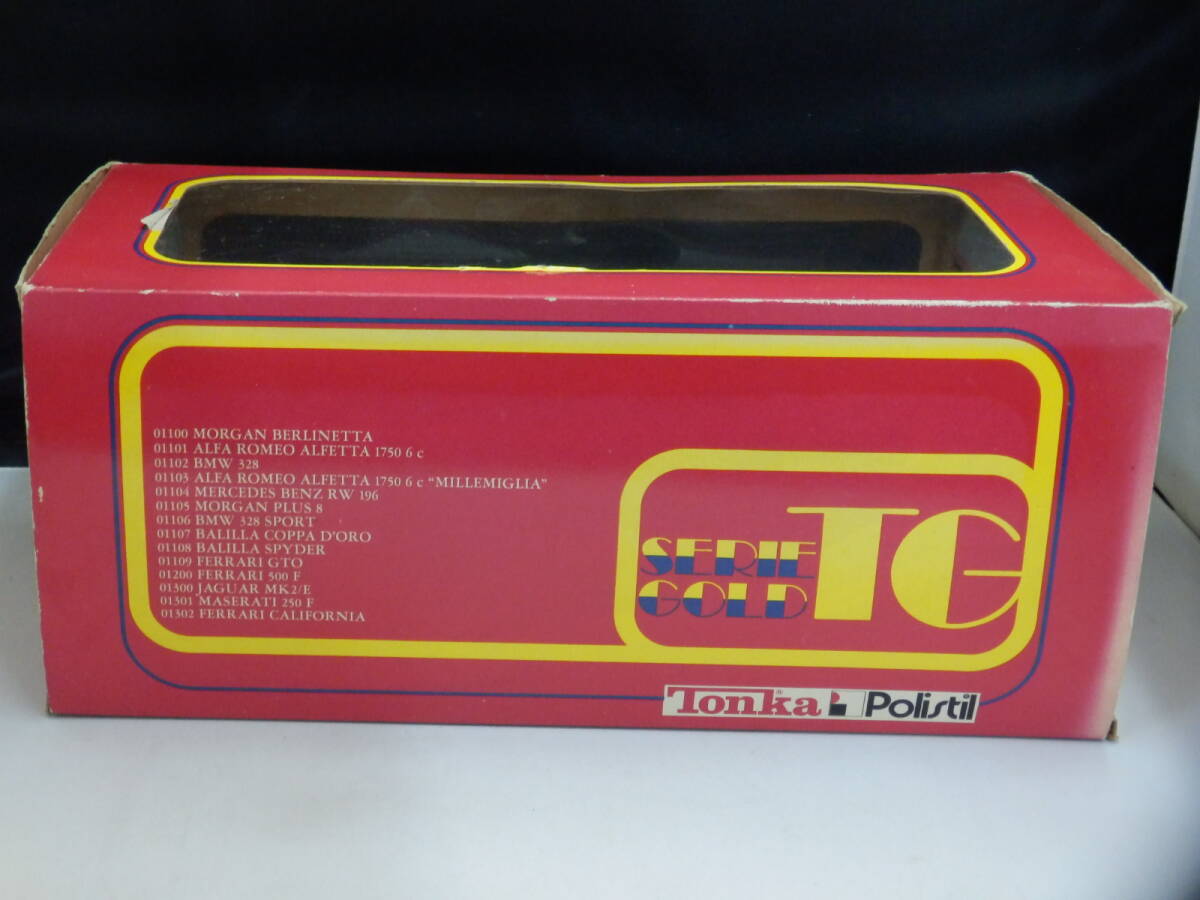 01100 MORGAN BERLINETTA
01101 ALFA ROMEO ALFETTA 1750 6 c
01102 BMW 328
01103 ALFA ROMEO ALFETTA 1750 6 c "MILLEMIGLIA"
01104 MERCEDES BENZ RW 196
01105 MORGAN PLUS 8
01106 BMW 328 SPORT
01107 BALILLA COPPA D'ORO
01108 BALILLA SPYDER
01109 FERRARI GTO
01200 FERRARI 500 F
01300 JAGUAR MK2/E
01301 MASERATI 250 F
01302 FERRARI CALIFORNIA
SERIE
GOLD
TG
Tonka® Polistil